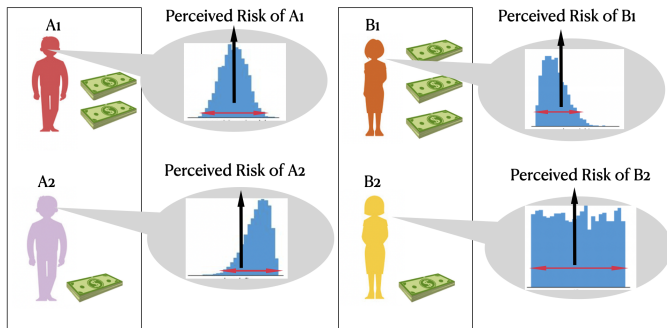 A1
Perceived Risk of A1
B1
Perceived Risk of B1
A2
Perceived Risk of A2
B2
Perceived Risk of B2